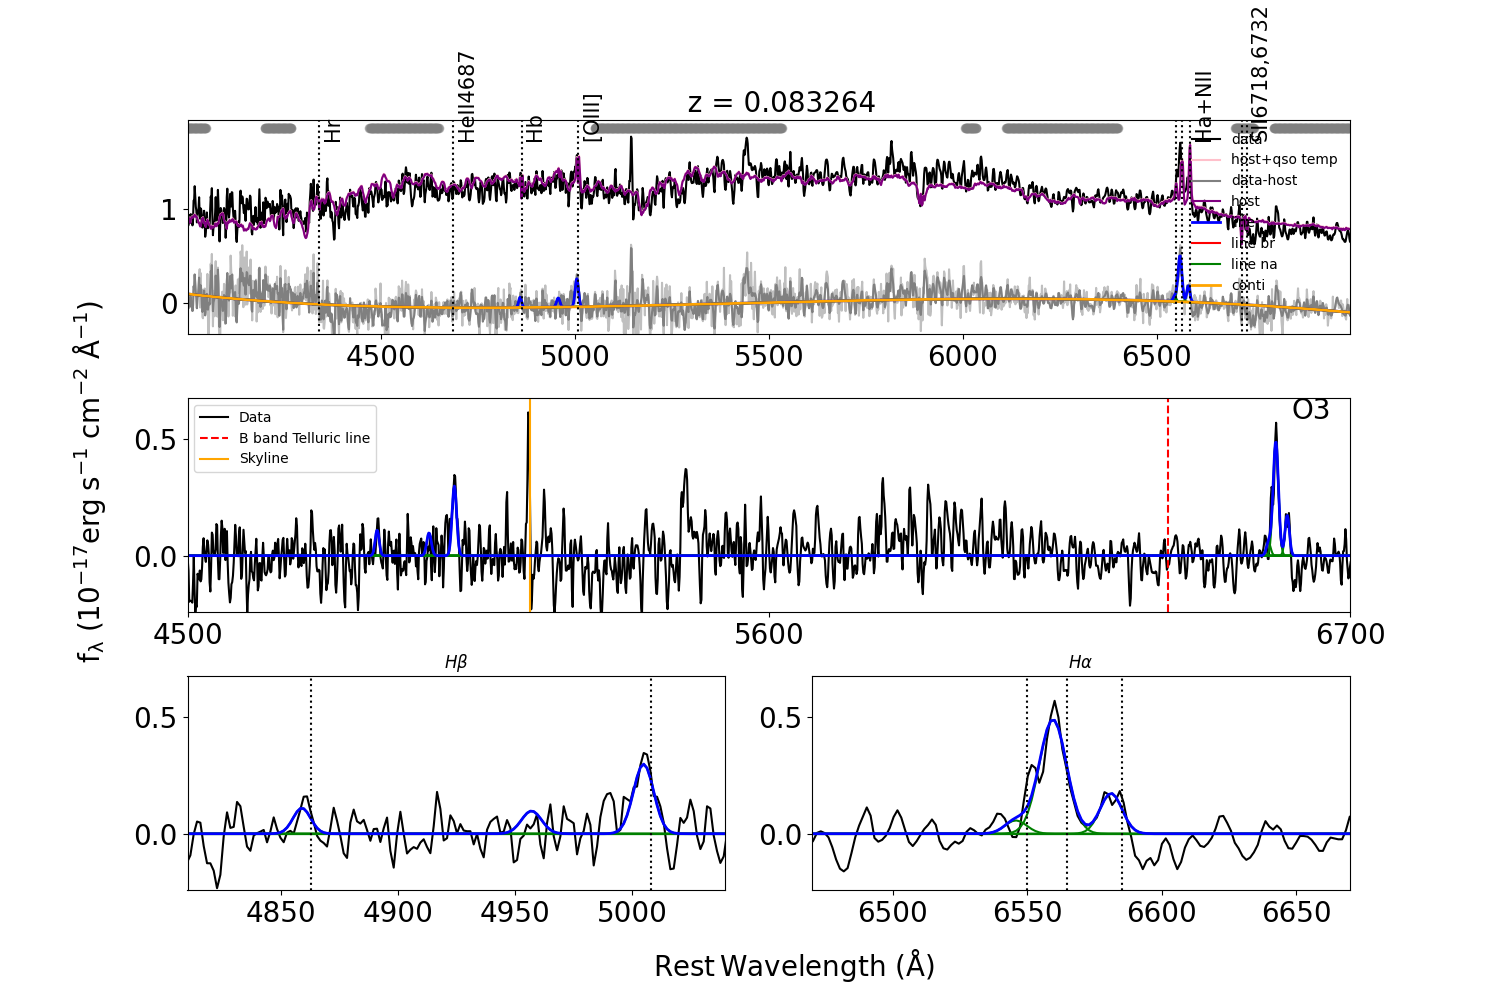 z = 0.083264
Hr
HeII4687
Hb
[OIII]
Ha+NII
SII6718,6732
data
host+qso temp
data-host
host
line
line br
line na
conti
1
0
4500
5000
5500
6000
6500
fλ (10⁻¹⁷erg s⁻¹ cm⁻² Å⁻¹)
Data
B band Telluric line
Skyline
O3
0.5
0.0
4500
5600
6700
Hβ
0.5
0.0
4850
4900
4950
5000
Hα
0.5
0.0
6500
6550
6600
6650
Rest Wavelength (Å)